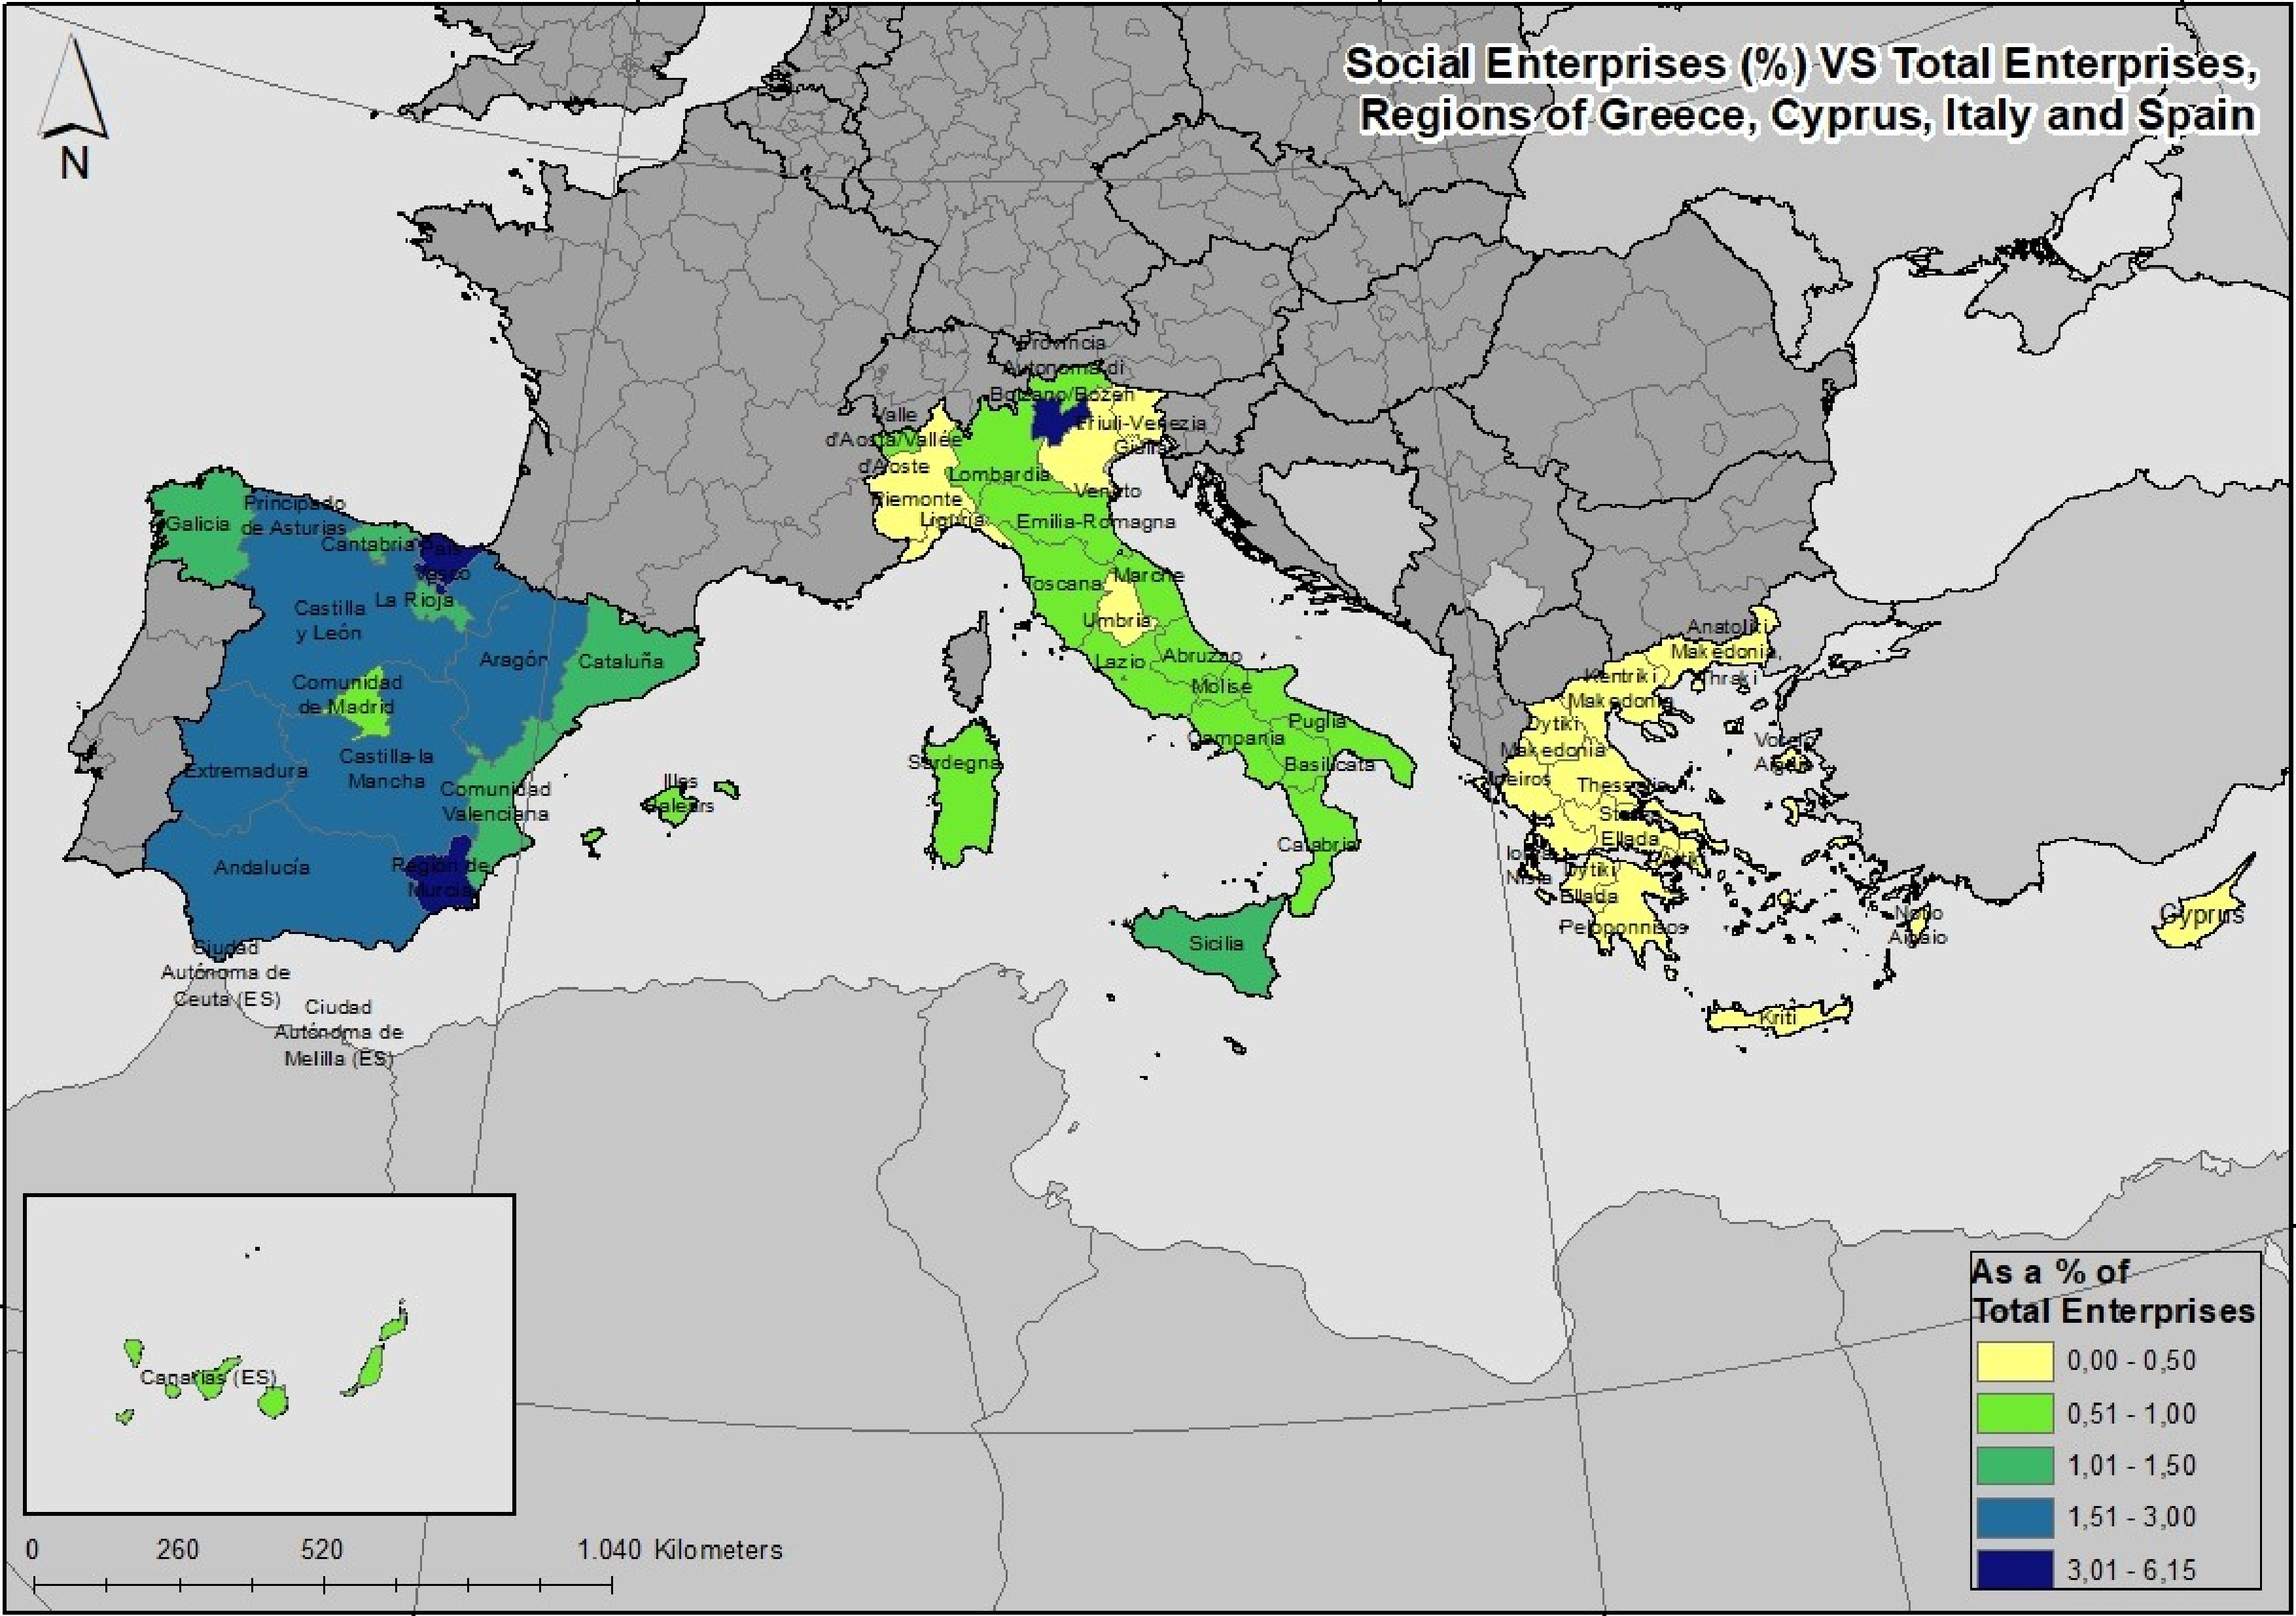 Social Enterprises (%) VS Total Enterprises,
Regions of Greece, Cyprus, Italy and Spain
N
Provincia
Autonoma di
Bolzano/Bozen
Valle
d'Aosta/Vallée
d'Aoste
Friuli-Venezia
Giulia
Lombardia
Veneto
Piemonte
Liguria
Emilia-Romagna
Toscana
Marche
Umbria
Lazio
Abruzzo
Molise
Puglia
Campania
Basilicata
Sardegna
Calabria
Sicilia
Galicia
Principado
de Asturias
Cantabria
País
Vasco
La Rioja
Castilla
y León
Aragón
Cataluña
Comunidad
de Madrid
Castilla-la
Mancha
Extremadura
Comunidad
Valenciana
Illes
Balears
Andalucía
Región de
Murcia
Ciudad
Autónoma de
Ceuta (ES)
Ciudad
Autónoma de
Melilla (ES)
Anatoliki
Makedonia,
Thraki
Kentriki
Makedonia
Dytiki
Makedonia
Ipeiros
Thessalia
Sterea
Ellada
Attiki
Ionia
Nisia
Dytiki
Ellada
Peloponnisos
Voreio
Aigaio
Notio
Aigaio
Kriti
Cyprus
Canarias (ES)
0 260 520 1.040 Kilometers
As a % of
Total Enterprises
0,00 - 0,50
0,51 - 1,00
1,01 - 1,50
1,51 - 3,00
3,01 - 6,15